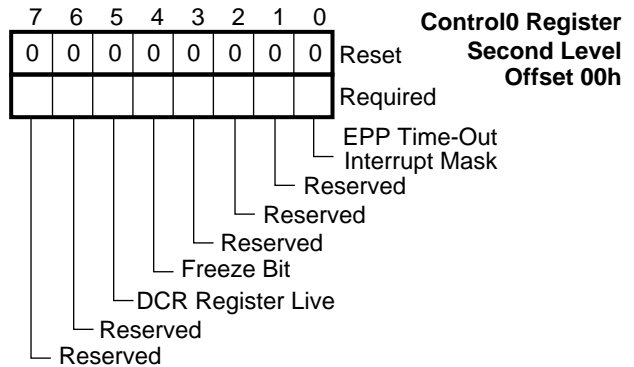 7 6 5 4 3 2 1 0
Control0 Register
Second Level
Offset 00h
0 0 0 0 0 0 0 0 Reset
Required
EPP Time-Out
Interrupt Mask
Reserved
Reserved
Reserved
Freeze Bit
DCR Register Live
Reserved
Reserved